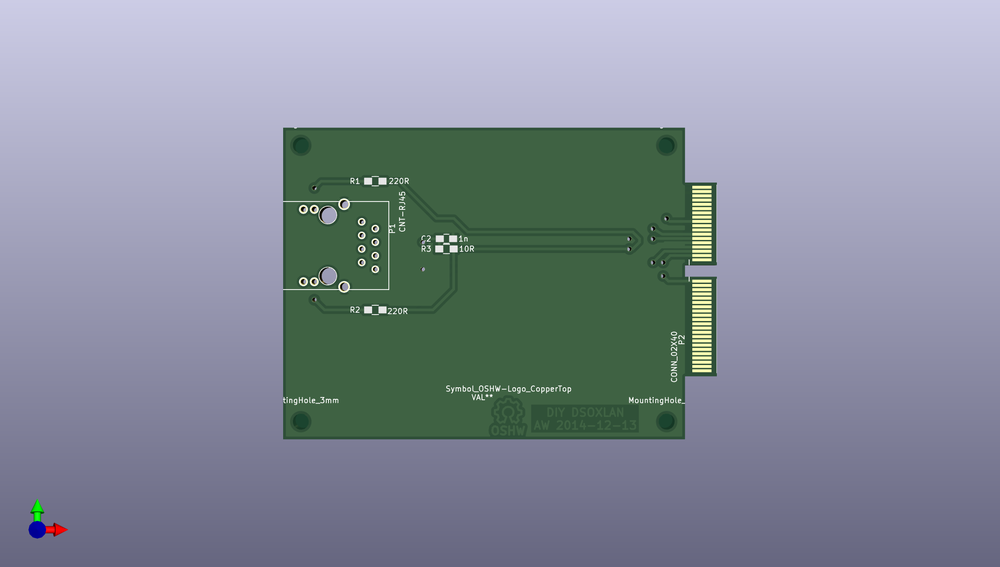 R1 220R
CNT-RJ45
P1
C2 1n
R3 10R
R2 220R
CONN_02X40
P2
Symbol_OSHW-Logo_CopperTop
VAL**
tingHole_3mm
MountingHole_
OSHW
DIY DSOXLAN
AW 2014-12-13